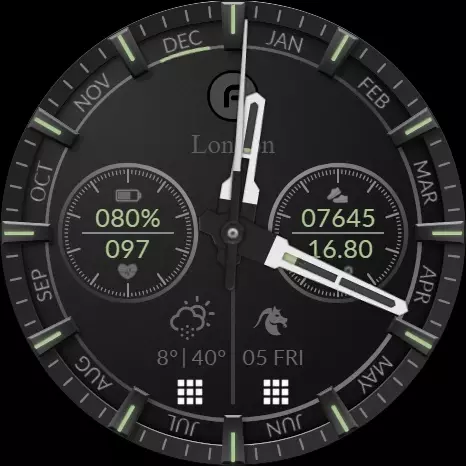 DEC
JAN
NOV
FEB
London
OCT
MAR
080%
07645
097
16.80
SEP
APR
8°| 40°
05 FRI
AUG
MAY
JUL
JUN